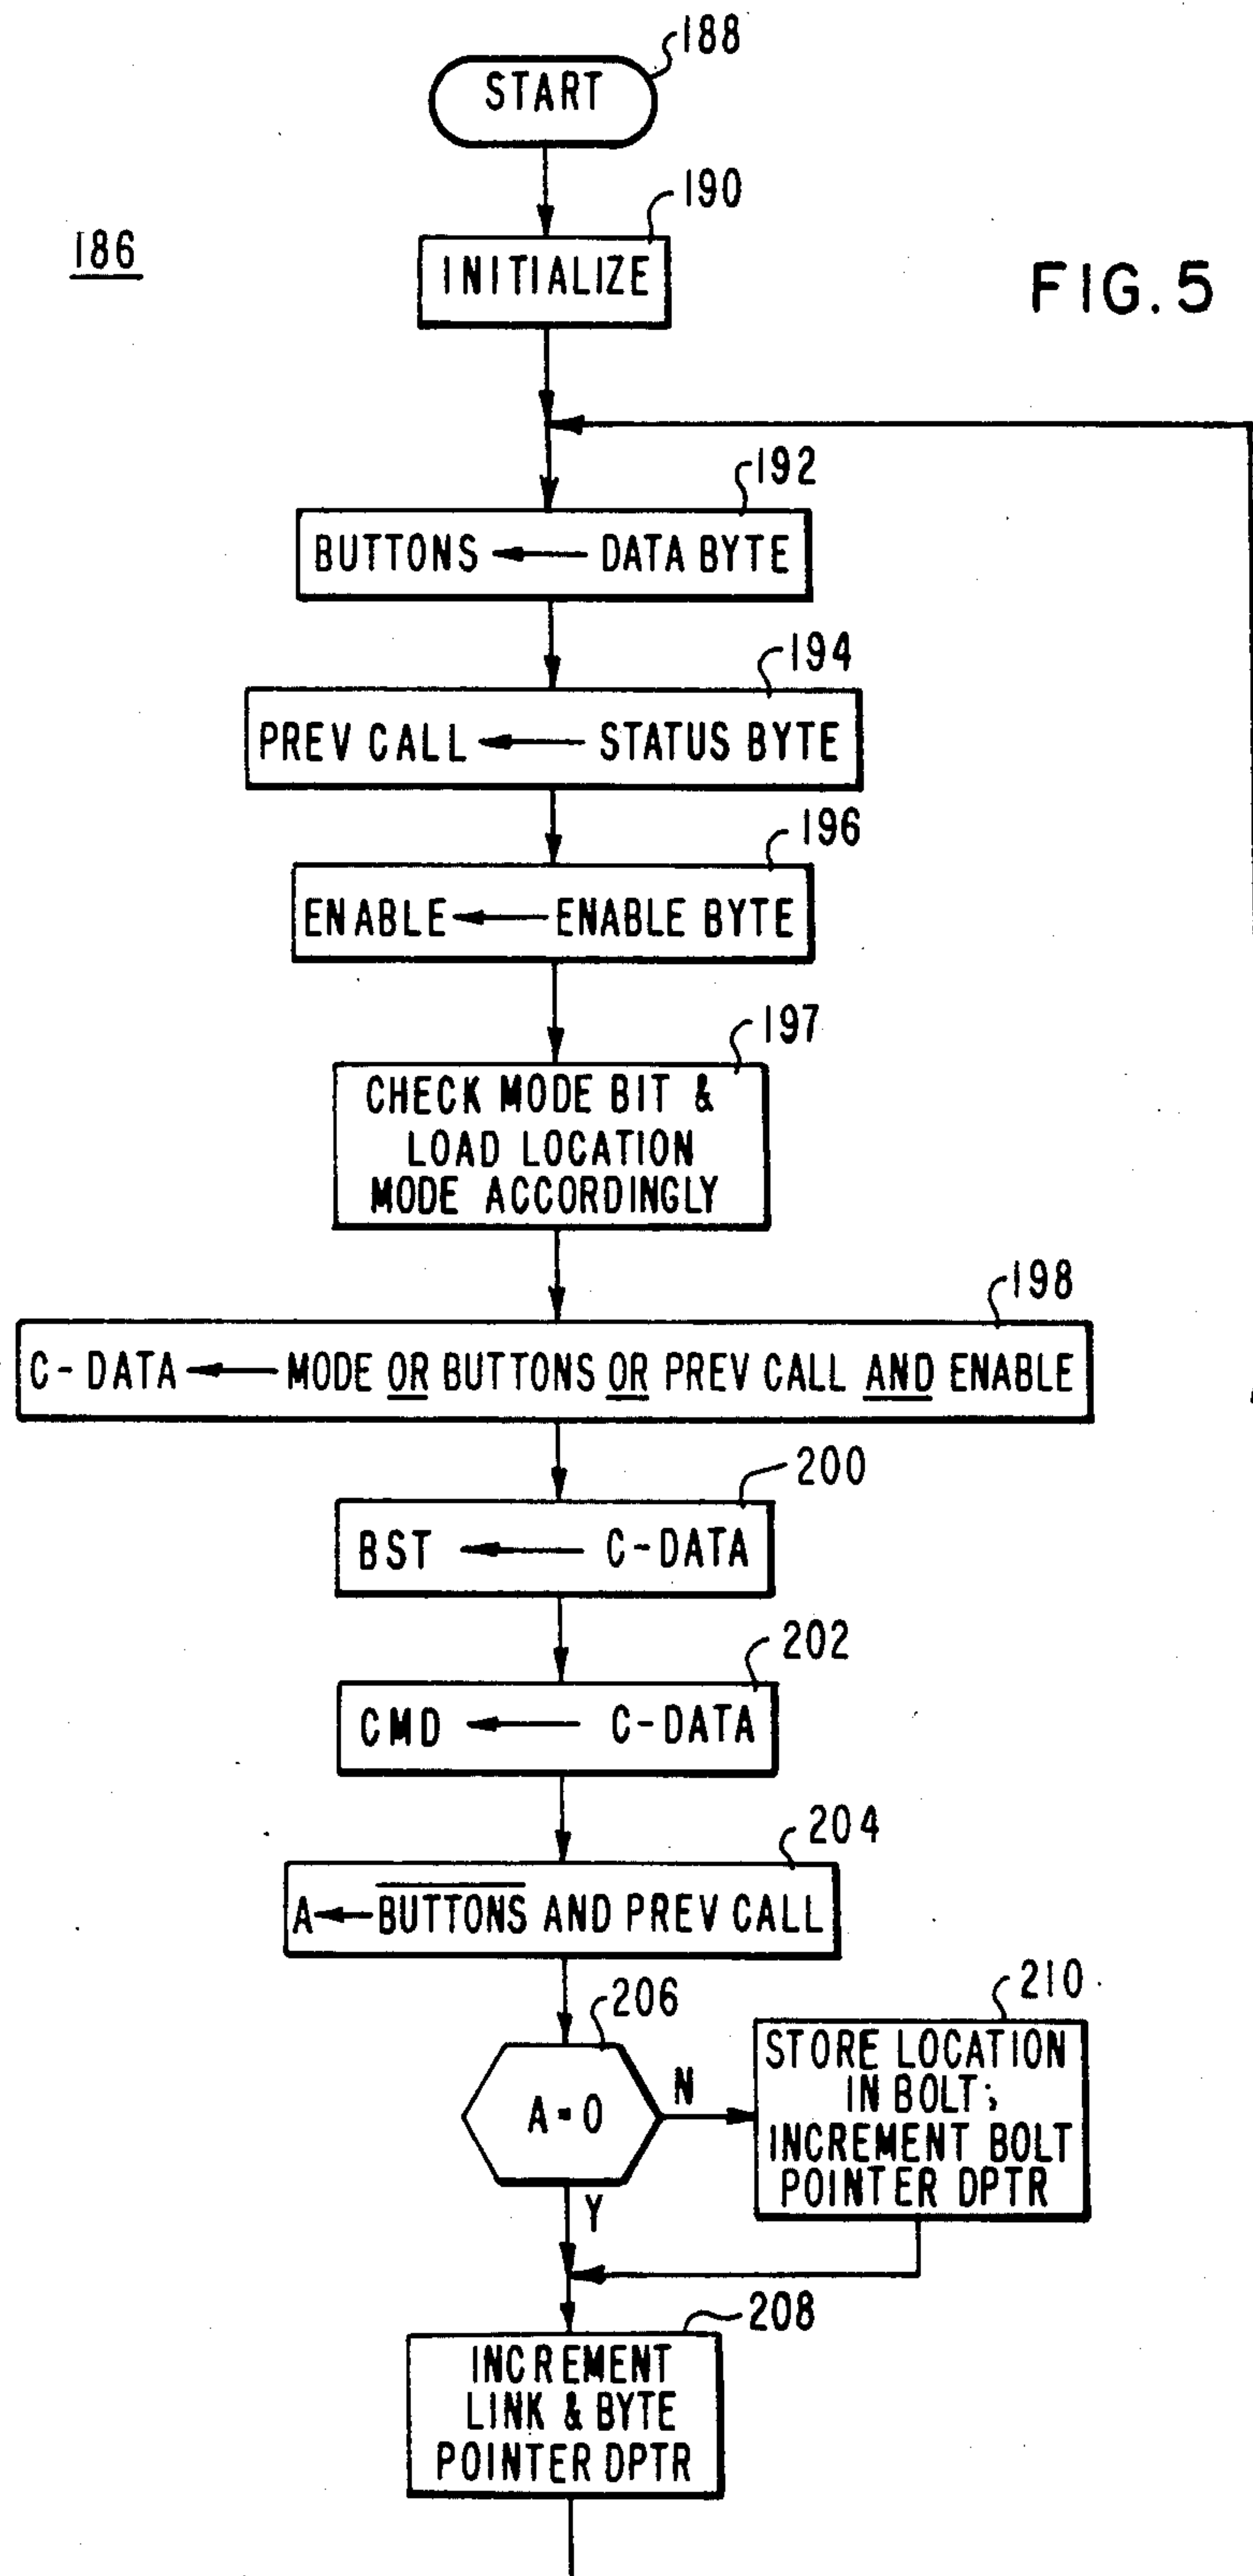 188
START
190
186
INITIALIZE
FIG. 5
192
BUTTONS ← DATA BYTE
194
PREV CALL ← STATUS BYTE
196
ENABLE ← ENABLE BYTE
197
CHECK MODE BIT &
LOAD LOCATION
MODE ACCORDINGLY
198
C-DATA ← MODE OR BUTTONS OR PREV CALL AND ENABLE
200
BST ← C-DATA
202
CMD ← C-DATA
204
A ← BUTTONS AND PREV CALL
206
210
A=0
N
STORE LOCATION
IN BOLT;
INCREMENT BOLT
POINTER DPTR
Y
208
INCREMENT
LINK & BYTE
POINTER DPTR